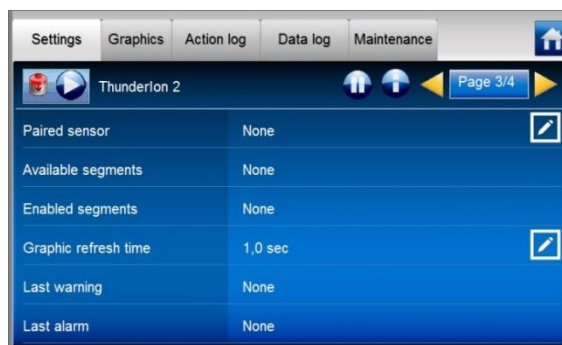 Settings Graphics Action log Data log Maintenance
ThunderIon 2 Page 3/4
Paired sensor None
Available segments None
Enabled segments None
Graphic refresh time 1,0 sec
Last warning None
Last alarm None